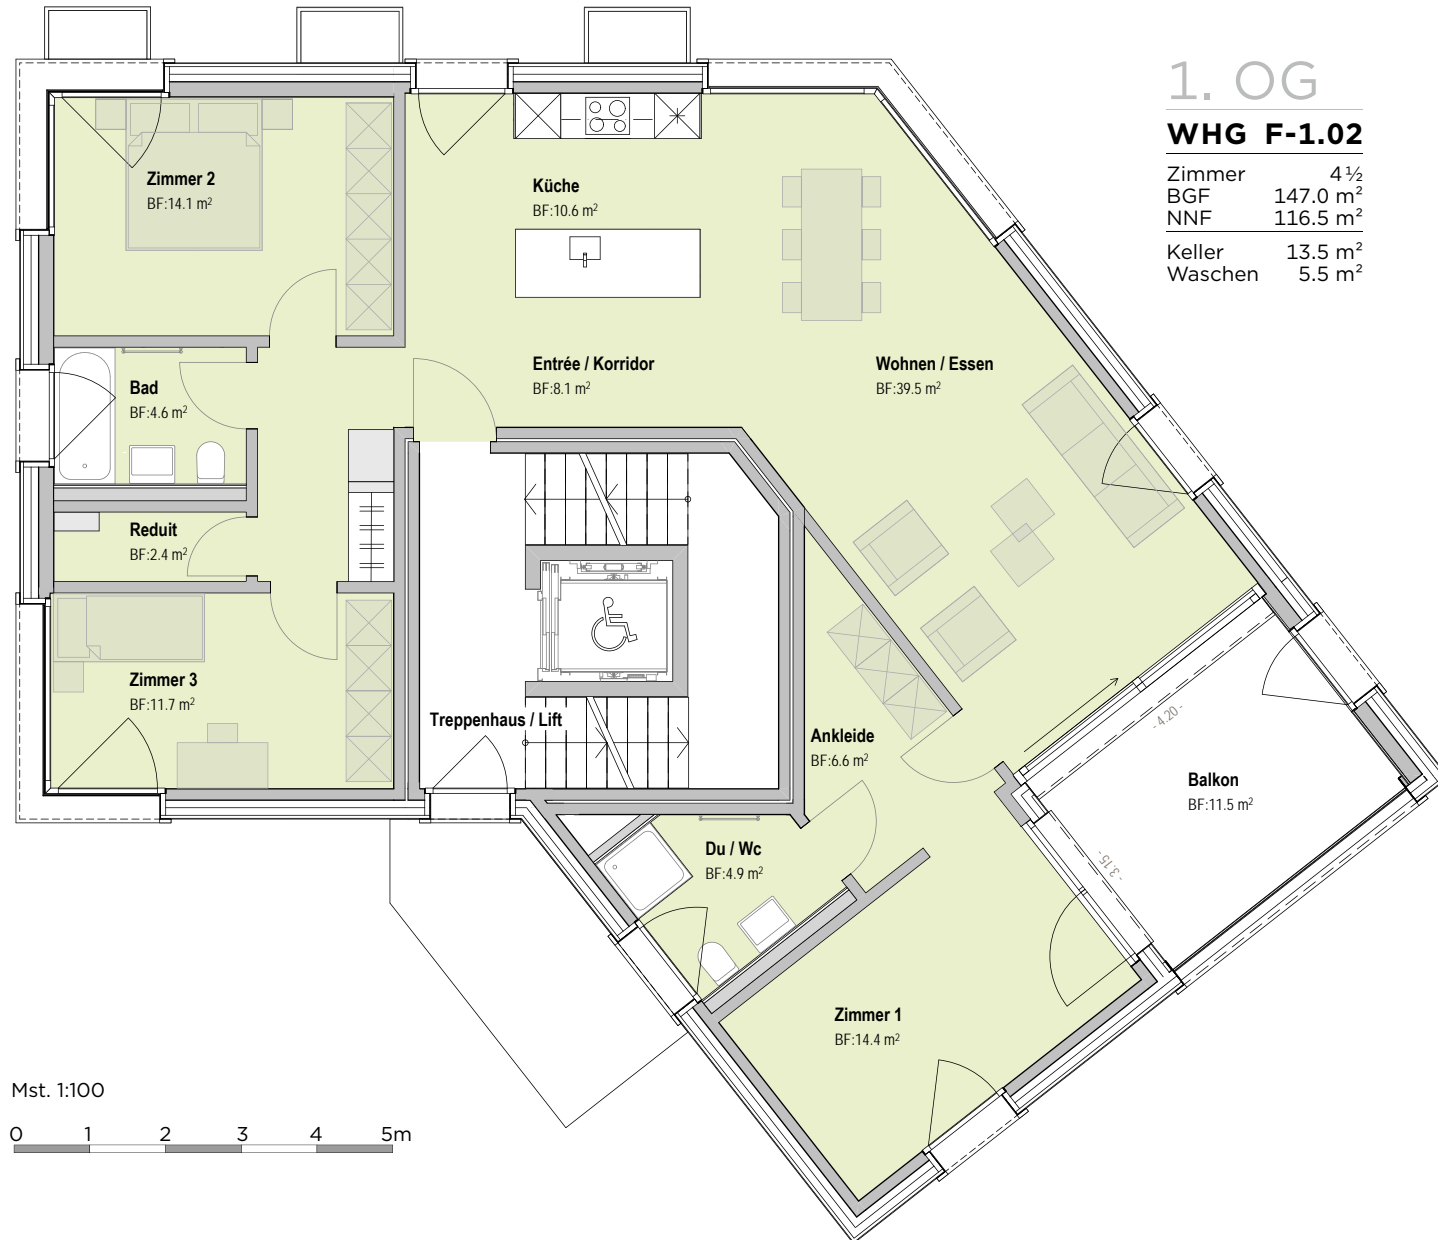 1. OG
WHG F-1.02
Zimmer 4½
BGF 147.0 m²
NNF 116.5 m²
Keller 13.5 m²
Waschen 5.5 m²
Zimmer 2
BF:14.1 m²
Küche
BF:10.6 m²
Bad
BF:4.6 m²
Entrée / Korridor
BF:8.1 m²
Wohnen / Essen
BF:39.5 m²
Reduit
BF:2.4 m²
Zimmer 3
BF:11.7 m²
Treppenhaus / Lift
Ankleide
BF:6.6 m²
- 4.20 -
Balkon
BF:11.5 m²
- 3.15 -
Du / Wc
BF:4.9 m²
Zimmer 1
BF:14.4 m²
Mst. 1:100
0 1 2 3 4 5m